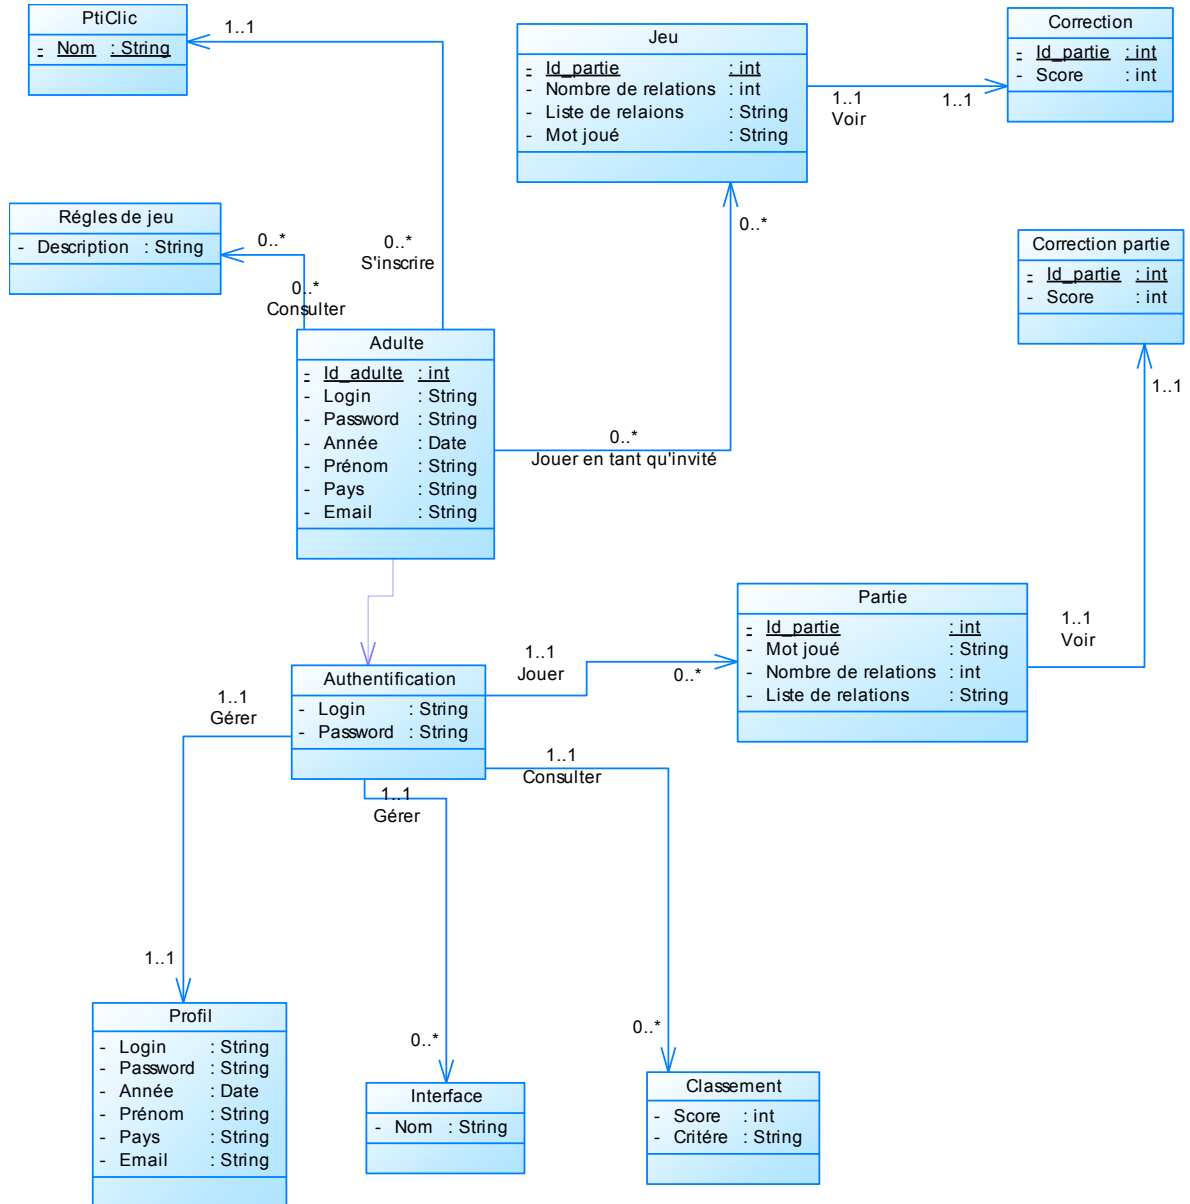 PtiClic
- Nom : String
1..1
Jeu
- Id_partie : int
- Nombre de relations : int
- Liste de relaions : String
- Mot joué : String
1..1
Voir
1..1
Correction
- Id_partie : int
- Score : int
Régles de jeu
- Description : String
0..*
0..*
Consulter
0..*
S'inscrire
0..*
Correction partie
- Id_partie : int
- Score : int
Adulte
- Id_adulte : int
- Login : String
- Password : String
- Année : Date
- Prénom : String
- Pays : String
- Email : String
0..*
Jouer en tant qu'invité
1..1
Partie
- Id_partie : int
- Mot joué : String
- Nombre de relations : int
- Liste de relations : String
1..1
Voir
1..1
Jouer
0..*
Authentification
- Login : String
- Password : String
1..1
Gérer
1..1
Consulter
1..1
Gérer
1..1
0..*
0..*
Profil
- Login : String
- Password : String
- Année : Date
- Prénom : String
- Pays : String
- Email : String
Interface
- Nom : String
Classement
- Score : int
- Critére : String